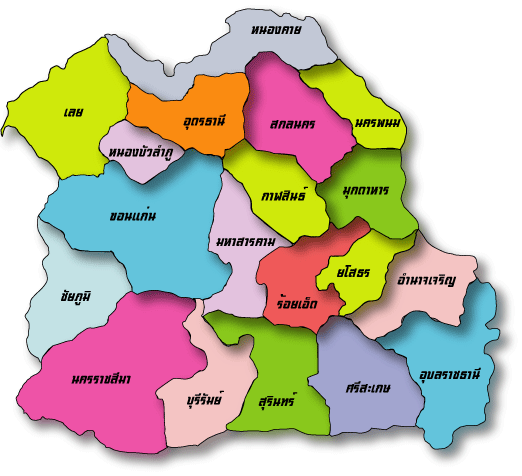 หนองคาย
เลย
อุดรธานี
สกลนคร
นครพนม
หนองบัวลำภู
กาฬสินธุ์
มุกดาหาร
ขอนแก่น
มหาสารคาม
ยโสธร
อำนาจเจริญ
ชัยภูมิ
ร้อยเอ็ด
นครราชสีมา
บุรีรัมย์
สุรินทร์
ศรีสะเกษ
อุบลราชธานี